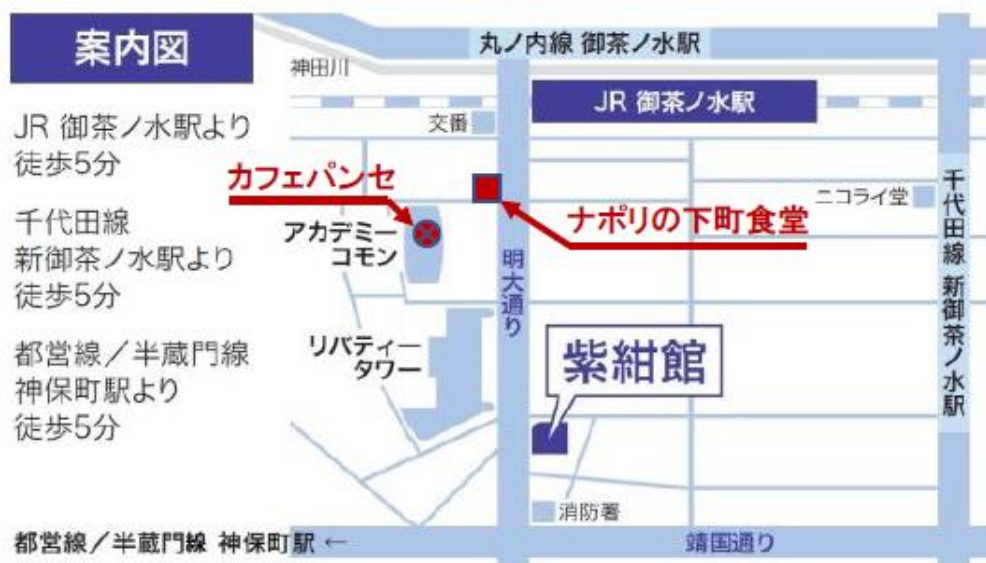 案内図
JR 御茶ノ水駅より
徒歩5分
千代田線
新御茶ノ水駅より
徒歩5分
都営線／半蔵門線
神保町駅より
徒歩5分
丸ノ内線 御茶ノ水駅
神田川
JR 御茶ノ水駅
交番
カフェパンセ
ナポリの下町食堂
ニコライ堂
アカデミー
コモン
明大通り
リバティー
タワー
紫紺館
千代田線 新御茶ノ水駅
消防署
都営線／半蔵門線 神保町駅 ←
靖国通り